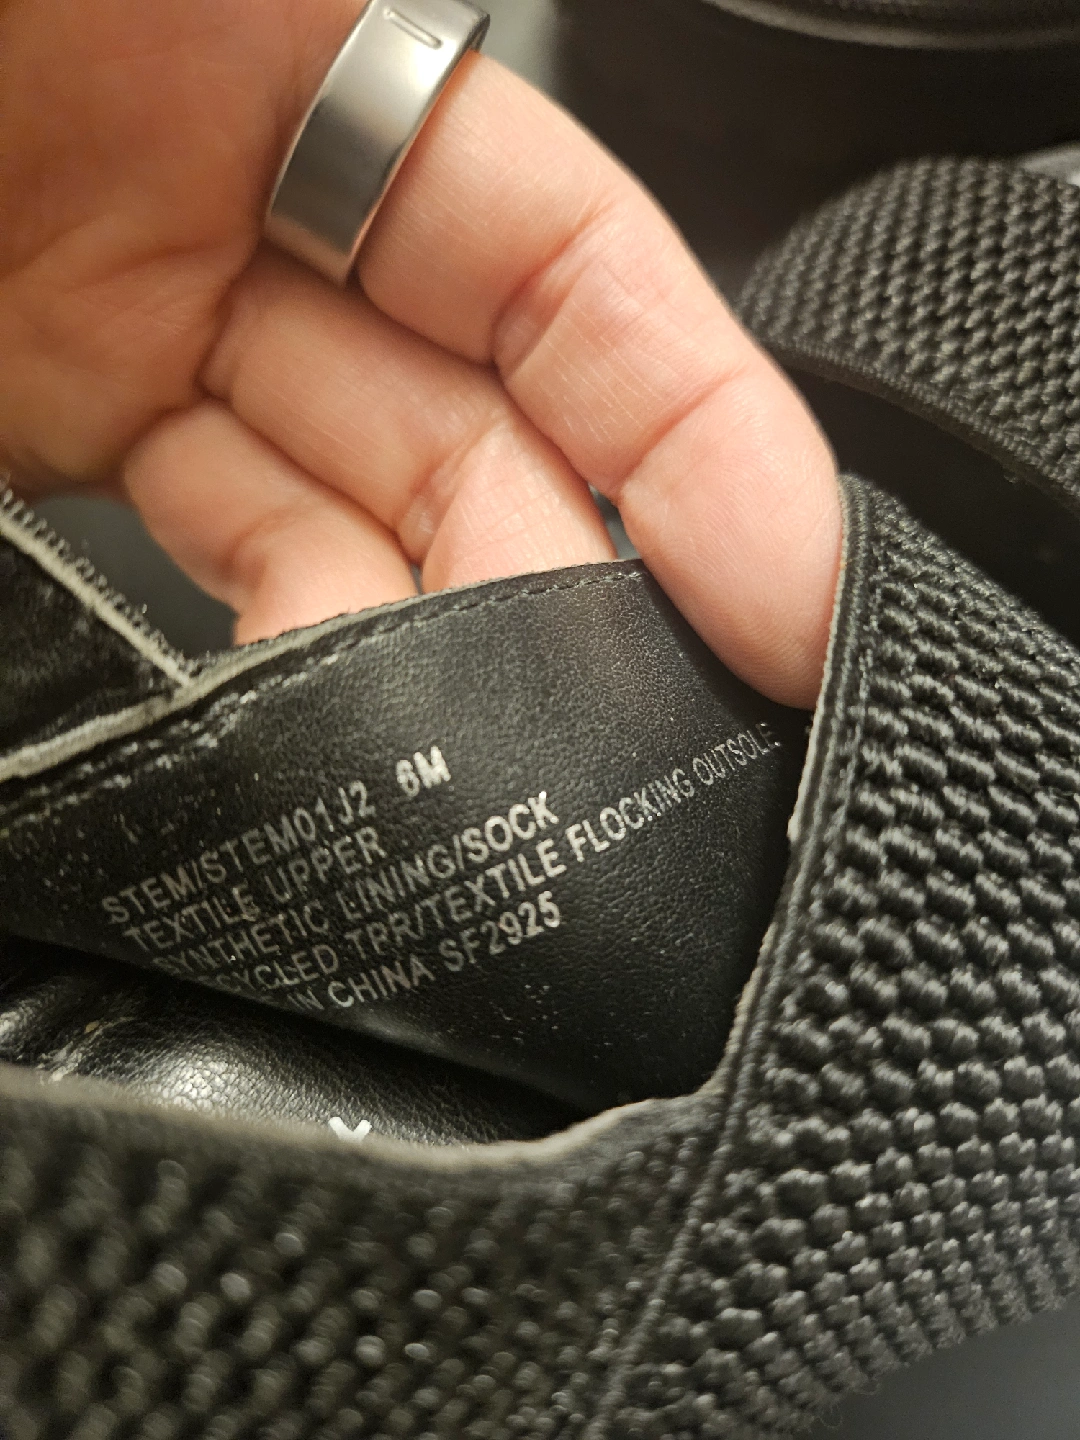 STEM/STEM01J2 6M
TEXTILE UPPER
SYNTHETIC LINING/SOCK
CYCLED TPR/TEXTILE FLOCKING OUTSOLE
IN CHINA SF2925
Y